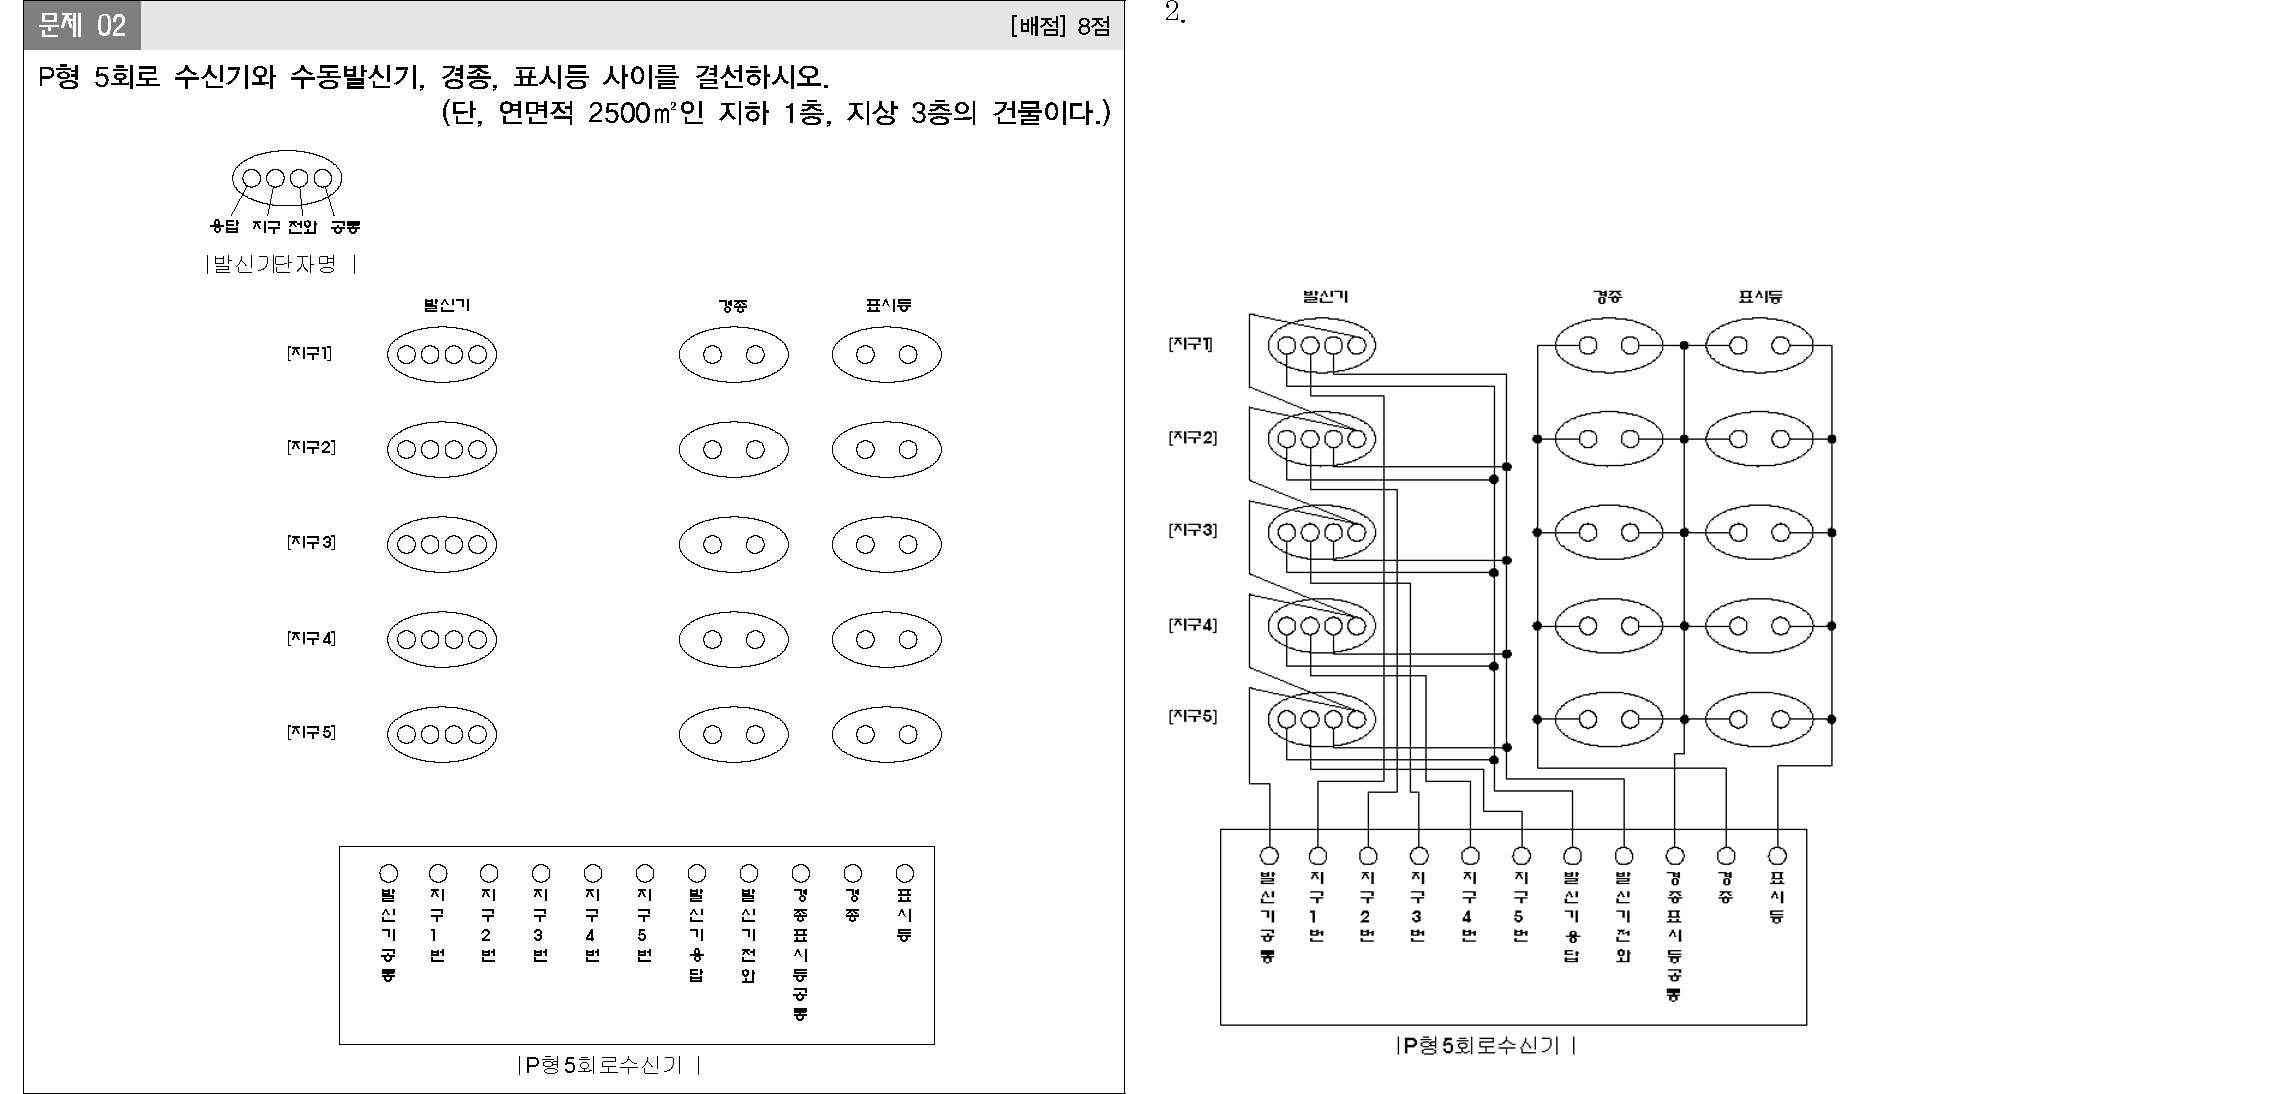 문제 02 [배점] 8점
P형 5회로 수신기와 수동발신기, 경종, 표시등 사이를 결선하시오.
(단, 연면적 2500㎡인 지하 1층, 지상 3층의 건물이다.)
응답 지구 전화 공통
|발신기단자명 |
발신기 경종 표시등
[지구1]
[지구2]
[지구3]
[지구4]
[지구5]
발신기공통 지구1번 지구2번 지구3번 지구4번 지구5번 발신기응답 발신기전화 경종표시등공통 경종 표시등
|P형5회로수신기 |
2.
발신기 경종 표시등
[지구1]
[지구2]
[지구3]
[지구4]
[지구5]
발신기공통 지구1번 지구2번 지구3번 지구4번 지구5번 발신기응답 발신기전화 경종표시등공통 경종 표시등
|P형5회로수신기 |